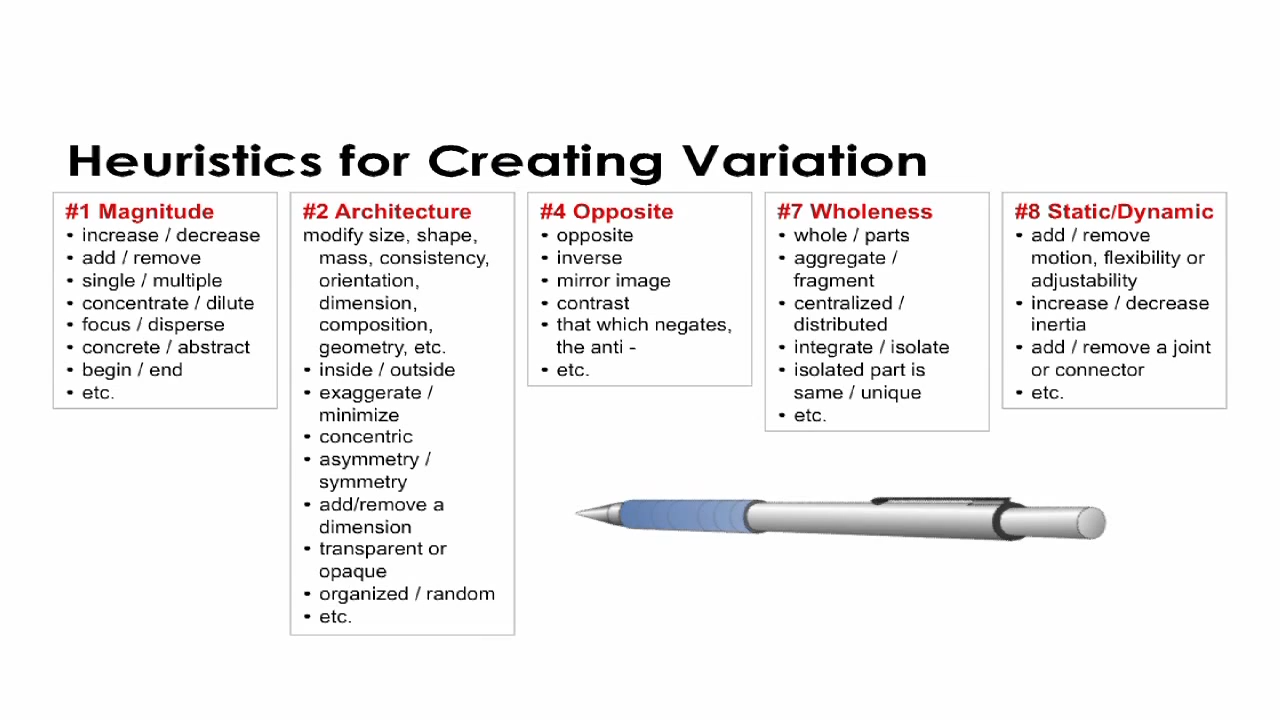 Heuristics for Creating Variation
#1 Magnitude
• increase / decrease
• add / remove
• single / multiple
• concentrate / dilute
• focus / disperse
• concrete / abstract
• begin / end
• etc.
#2 Architecture
modify size, shape,
mass, consistency,
orientation,
dimension,
composition,
geometry, etc.
• inside / outside
• exaggerate /
minimize
• concentric
• asymmetry /
symmetry
• add/remove a
dimension
• transparent or
opaque
• organized / random
• etc.
#4 Opposite
• opposite
• inverse
• mirror image
• contrast
• that which negates,
the anti -
• etc.
#7 Wholeness
• whole / parts
• aggregate /
fragment
• centralized /
distributed
• integrate / isolate
• isolated part is
same / unique
• etc.
#8 Static/Dynamic
• add / remove
motion, flexibility or
adjustability
• increase / decrease
inertia
• add / remove a joint
or connector
• etc.